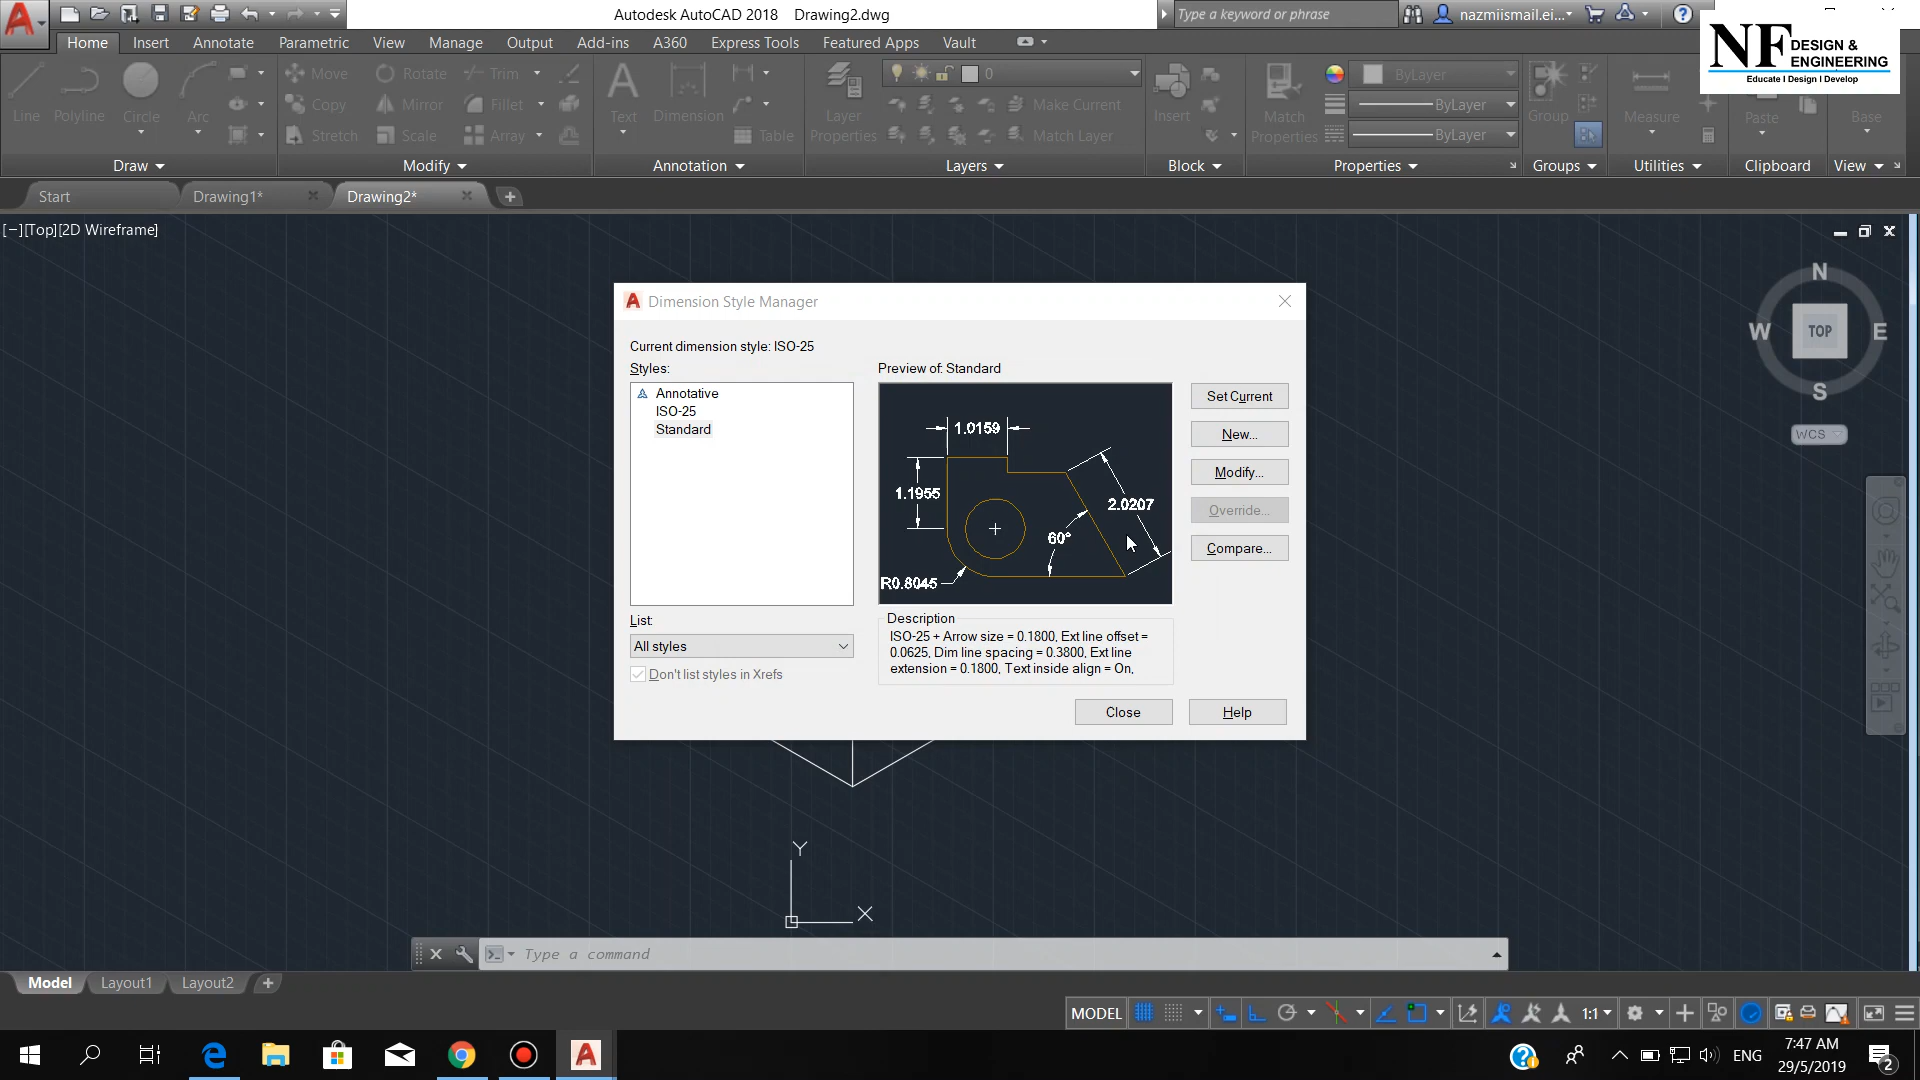 Autodesk AutoCAD 2018 Drawing2.dwg
Type a keyword or phrase
nazmiismail.ei...
Home Insert Annotate Parametric View Manage Output Add-ins A360 Express Tools Featured Apps Vault
NF DESIGN & ENGINEERING
Educate I Design I Develop
Line Polyline Circle Arc
Move Rotate Trim
Copy Mirror Fillet
Stretch Scale Array
Text Dimension Table
Layer Properties
0
Make Current
Match Layer
Insert
Match Properties
ByLayer
ByLayer
ByLayer
Group
Measure
Paste
Base
Draw Modify Annotation Layers Block Properties Groups Utilities Clipboard View
Start Drawing1* Drawing2*
[−][Top][2D Wireframe]
N
W TOP E
S
WCS
Dimension Style Manager
Current dimension style: ISO-25
Styles:
Annotative
ISO-25
Standard
Preview of: Standard
1.0159
1.1955
2.0207
60°
R0.8045
Set Current
New...
Modify...
Override...
Compare...
List:
All styles
Don't list styles in Xrefs
Description
ISO-25 + Arrow size = 0.1800, Ext line offset =
0.0625, Dim line spacing = 0.3800, Ext line
extension = 0.1800, Text inside align = On,
Close Help
Y
X
Type a command
Model Layout1 Layout2
MODEL 1:1
ENG
7:47 AM
29/5/2019
2